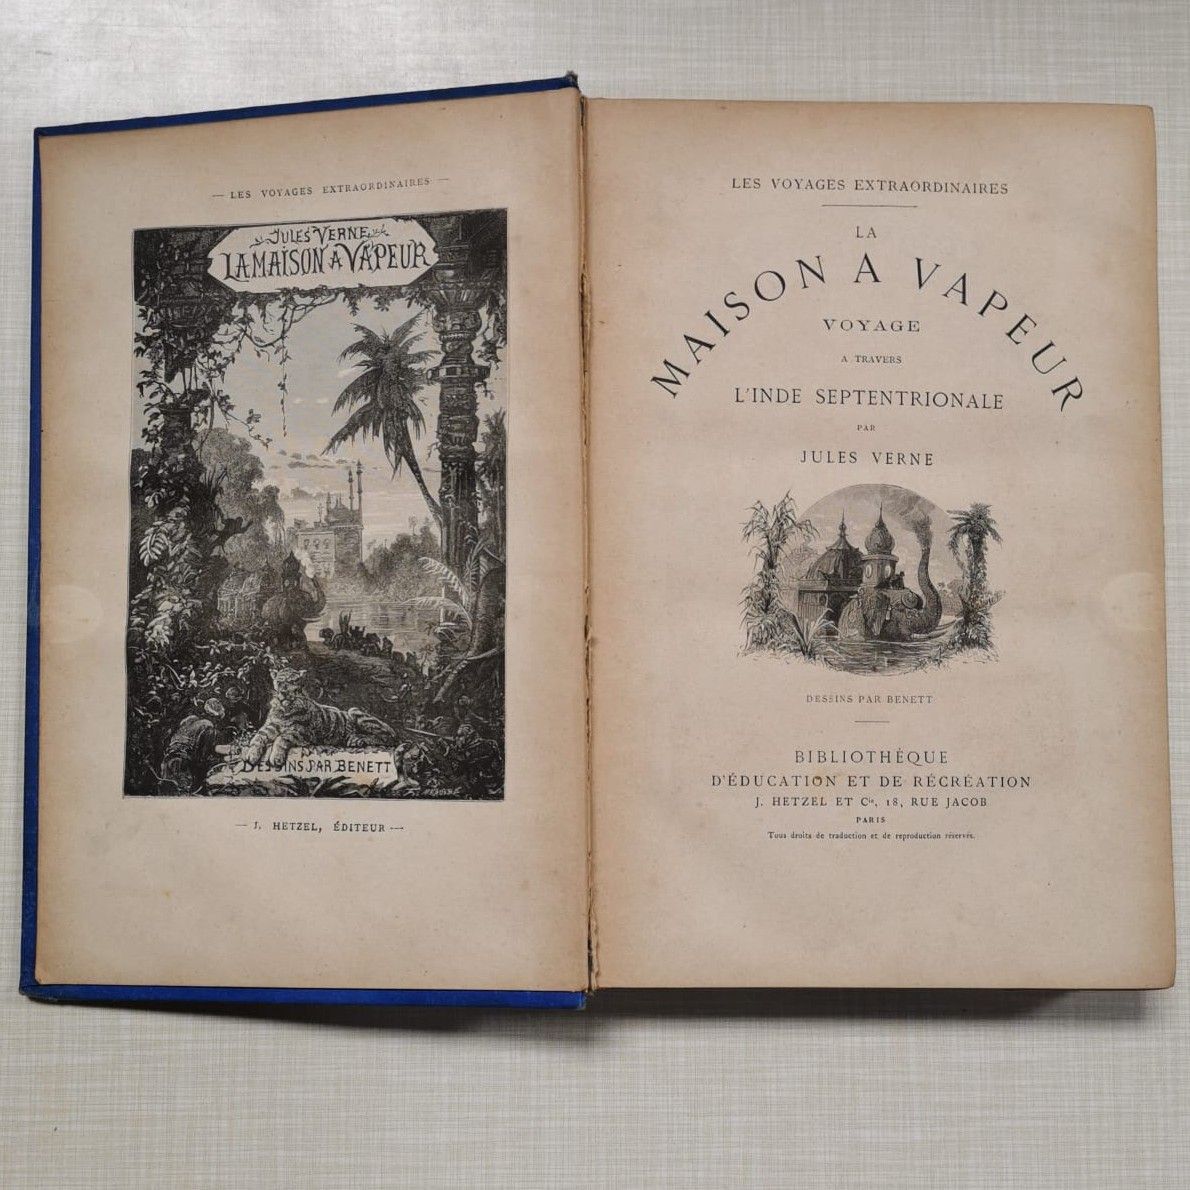 — LES VOYAGES EXTRAORDINAIRES —
JULES VERNE
LA MAISON A VAPEUR
DESSINS PAR BENETT
— J. HETZEL, ÉDITEUR —
LES VOYAGES EXTRAORDINAIRES
LA
MAISON A VAPEUR
VOYAGE
A TRAVERS
L'INDE SEPTENTRIONALE
PAR
JULES VERNE
DESSINS PAR BENETT
BIBLIOTHÈQUE
D'ÉDUCATION ET DE RÉCRÉATION
J. HETZEL ET Cie, 18, RUE JACOB
PARIS
Tous droits de traduction et de reproduction réservés.